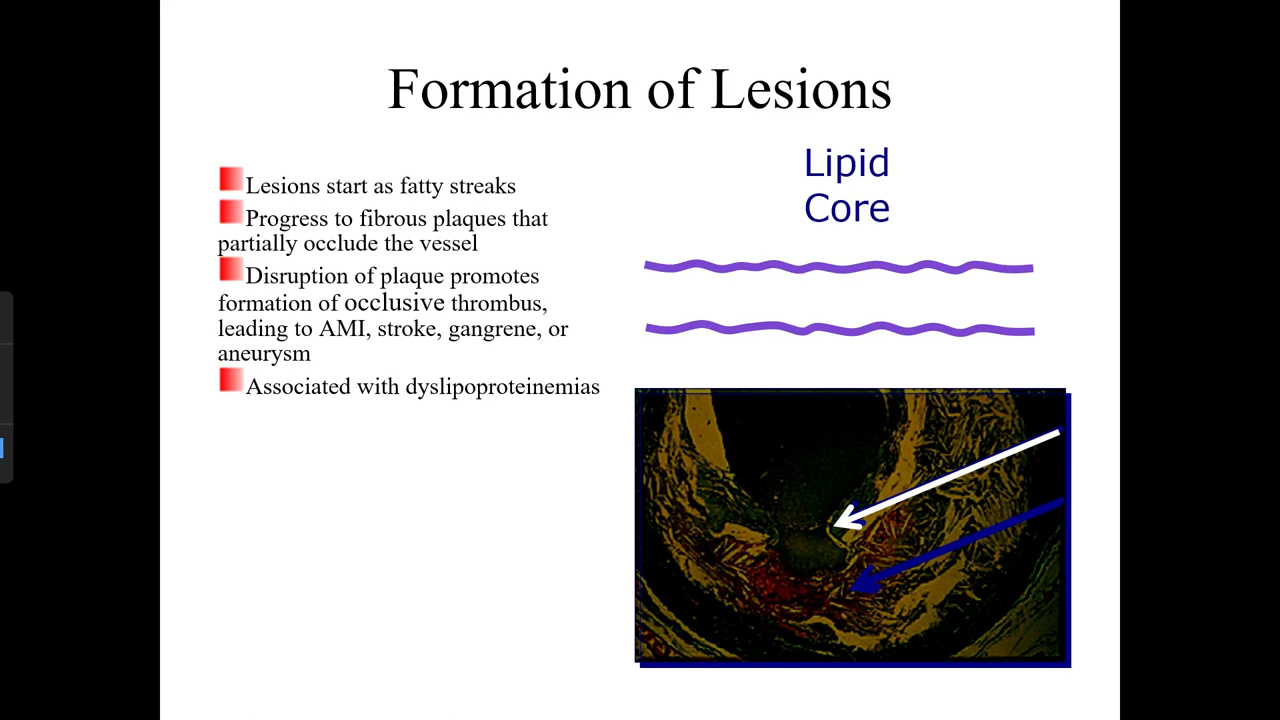 Formation of Lesions
Lesions start as fatty streaks
Progress to fibrous plaques that
partially occlude the vessel
Disruption of plaque promotes
formation of occlusive thrombus,
leading to AMI, stroke, gangrene, or
aneurysm
Associated with dyslipoproteinemias
Lipid
Core